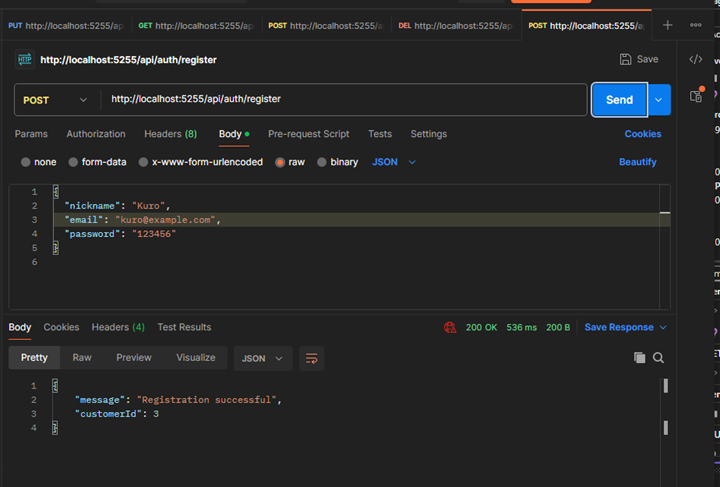 PUT http://localhost:5255/ap GET http://localhost:5255/ap POST http://localhost:5255/a DEL http://localhost:5255/ap POST http://localhost:5255/a
HTTP http://localhost:5255/api/auth/register Save
POST http://localhost:5255/api/auth/register Send
Params Authorization Headers (8) Body Pre-request Script Tests Settings Cookies
none form-data x-www-form-urlencoded raw binary JSON Beautify
1 {
2 "nickname": "Kuro",
3 "email": "kuro@example.com",
4 "password": "123456"
5 }
6
Body Cookies Headers (4) Test Results 200 OK 536 ms 200 B Save Response
Pretty Raw Preview Visualize JSON
1 {
2 "message": "Registration successful",
3 "customerId": 3
4 }